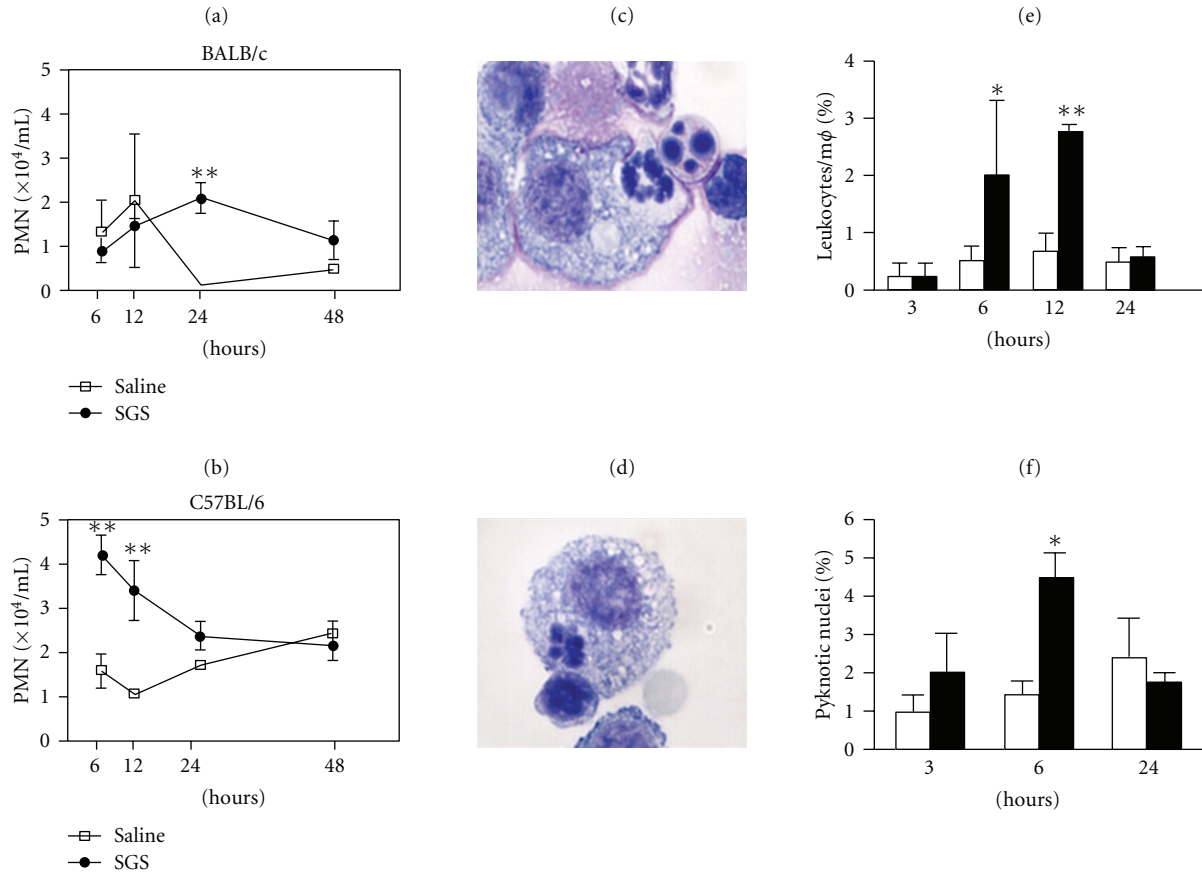 (a)
BALB/c
PMN (×10⁴/mL)
5
4
3
2
1
0
**
6 12 24 48
(hours)
Saline
SGS
(b)
C57BL/6
PMN (×10⁴/mL)
5
4
3
2
1
0
**
**
6 12 24 48
(hours)
Saline
SGS
(c)
(d)
(e)
Leukocytes/mϕ (%)
4
3
2
1
0
*
**
3 6 12 24
(hours)
(f)
Pyknotic nuclei (%)
6
5
4
3
2
1
0
*
3 6 24
(hours)